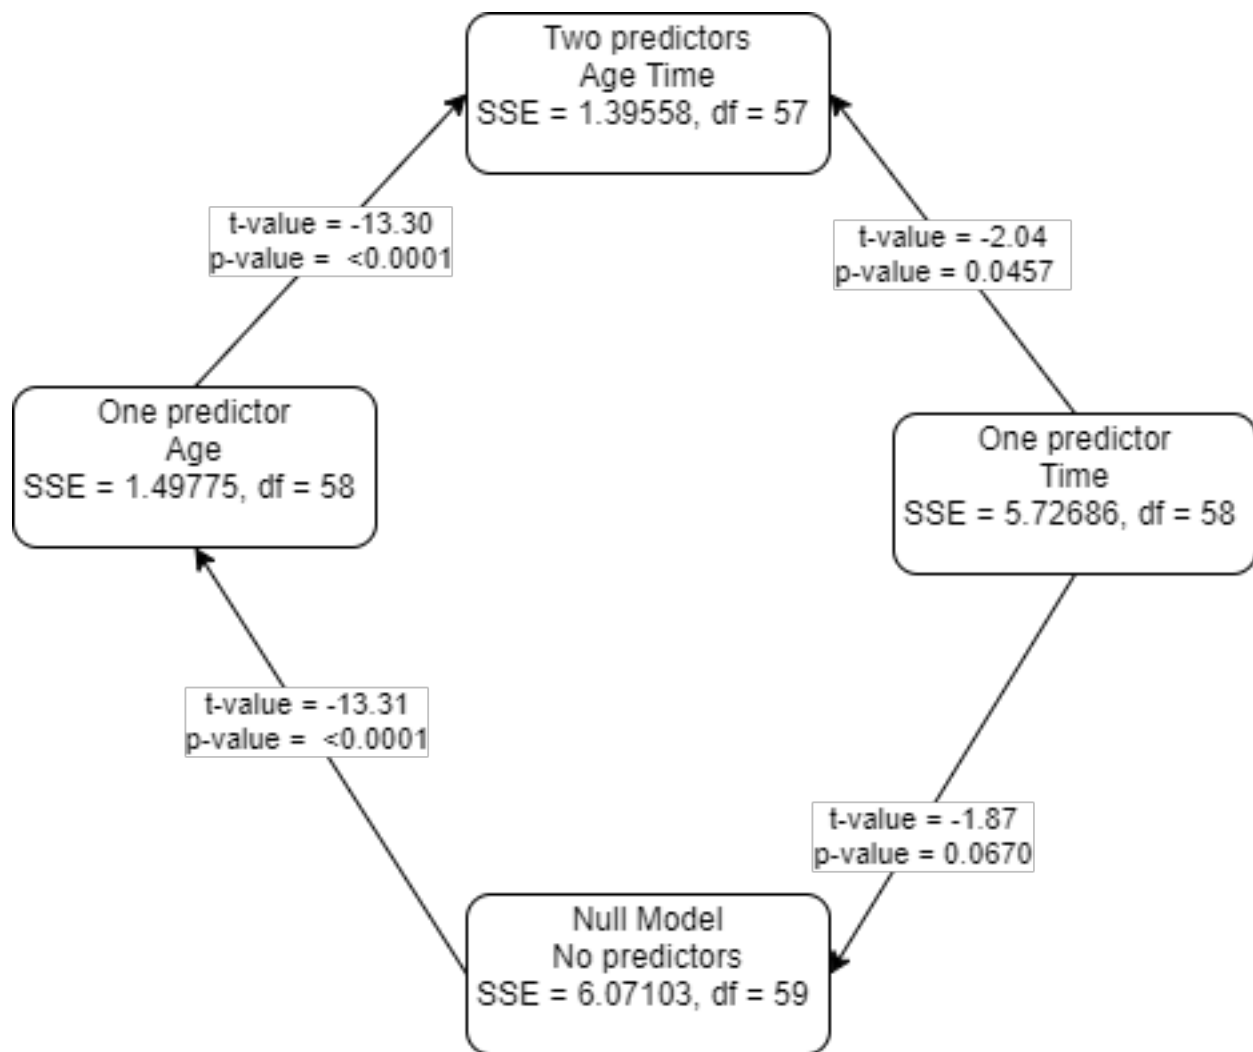 Two predictors
Age Time
SSE = 1.39558, df = 57
t-value = -13.30
p-value = <0.0001
t-value = -2.04
p-value = 0.0457
One predictor
Age
SSE = 1.49775, df = 58
One predictor
Time
SSE = 5.72686, df = 58
t-value = -13.31
p-value = <0.0001
t-value = -1.87
p-value = 0.0670
Null Model
No predictors
SSE = 6.07103, df = 59